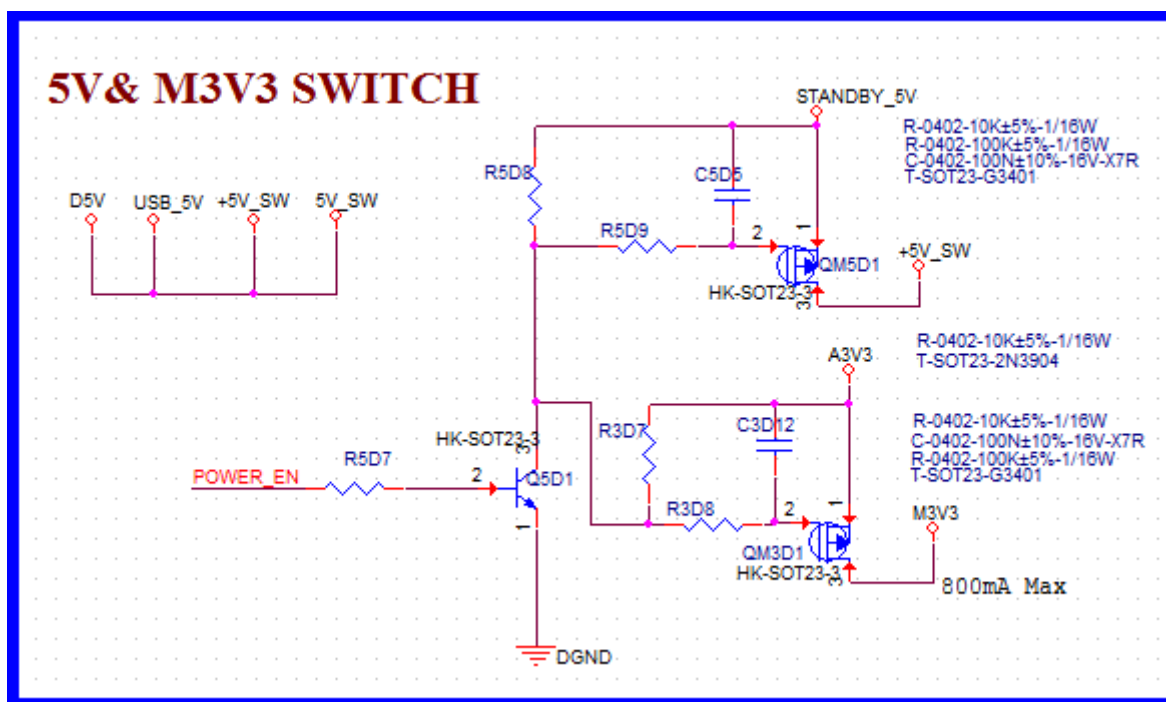 5V& M3V3 SWITCH
STANDBY_5V
R-0402-10K±5%-1/16W
R-0402-100K±5%-1/16W
C-0402-100N±10%-16V-X7R
T-SOT23-G3401
R5D8
C5D5
D5V
USB_5V
+5V_SW
5V_SW
R5D9
2
1
+5V_SW
QM5D1
HK-SOT23-3
3
R-0402-10K±5%-1/16W
T-SOT23-2N3904
A3V3
R-0402-10K±5%-1/16W
C-0402-100N±10%-16V-X7R
R-0402-100K±5%-1/16W
T-SOT23-G3401
HK-SOT23-3
3
R3D7
C3D12
POWER_EN
R5D7
2
Q5D1
1
R3D8
2
1
M3V3
QM3D1
HK-SOT23-3
3
800mA Max
DGND